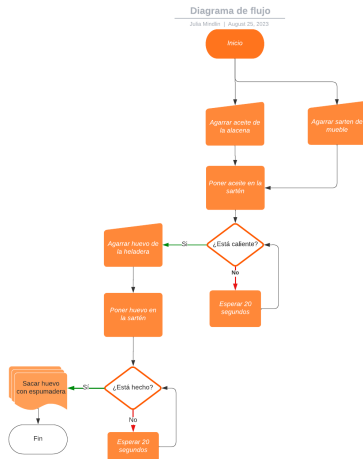 Diagrama de flujo
Julia Mindlin | August 25, 2023
Inicio
Agarrar aceite de
la alacena
Agarrar sarten del
mueble
Poner aceite en la
sartén
¿Está caliente?
Sí
No
Esperar 20
segundos
Agarrar huevo de
la heladera
Poner huevo en
la sartén
¿Está hecho?
Sí
No
Esperar 20
segundos
Sacar huevo
con espumadera
Fin